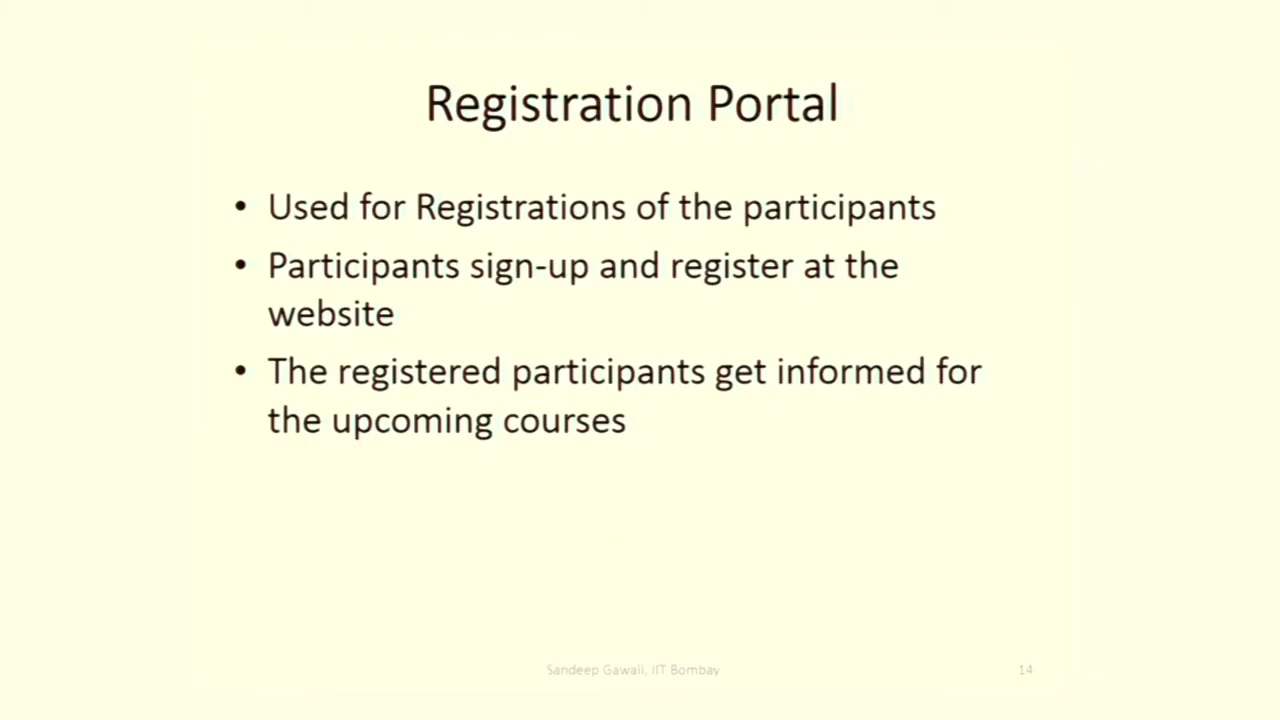 Registration Portal
• Used for Registrations of the participants
• Participants sign-up and register at the
website
• The registered participants get informed for
the upcoming courses
Sandeep Gawali, IIT Bombay
14